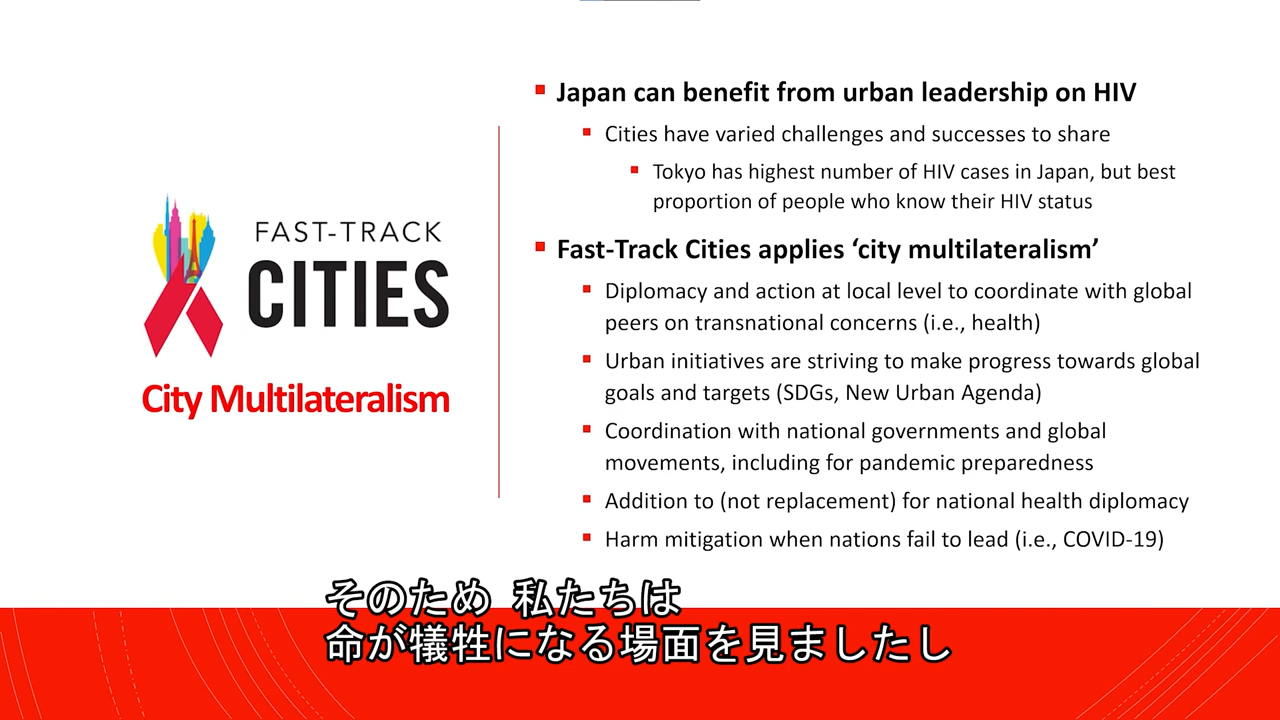 FAST-TRACK
CITIES
City Multilateralism
Japan can benefit from urban leadership on HIV
Cities have varied challenges and successes to share
Tokyo has highest number of HIV cases in Japan, but best
proportion of people who know their HIV status
Fast-Track Cities applies ‘city multilateralism’
Diplomacy and action at local level to coordinate with global
peers on transnational concerns (i.e., health)
Urban initiatives are striving to make progress towards global
goals and targets (SDGs, New Urban Agenda)
Coordination with national governments and global
movements, including for pandemic preparedness
Addition to (not replacement) for national health diplomacy
Harm mitigation when nations fail to lead (i.e., COVID-19)
そのため 私たちは
命が犠牲になる場面を見ましたし